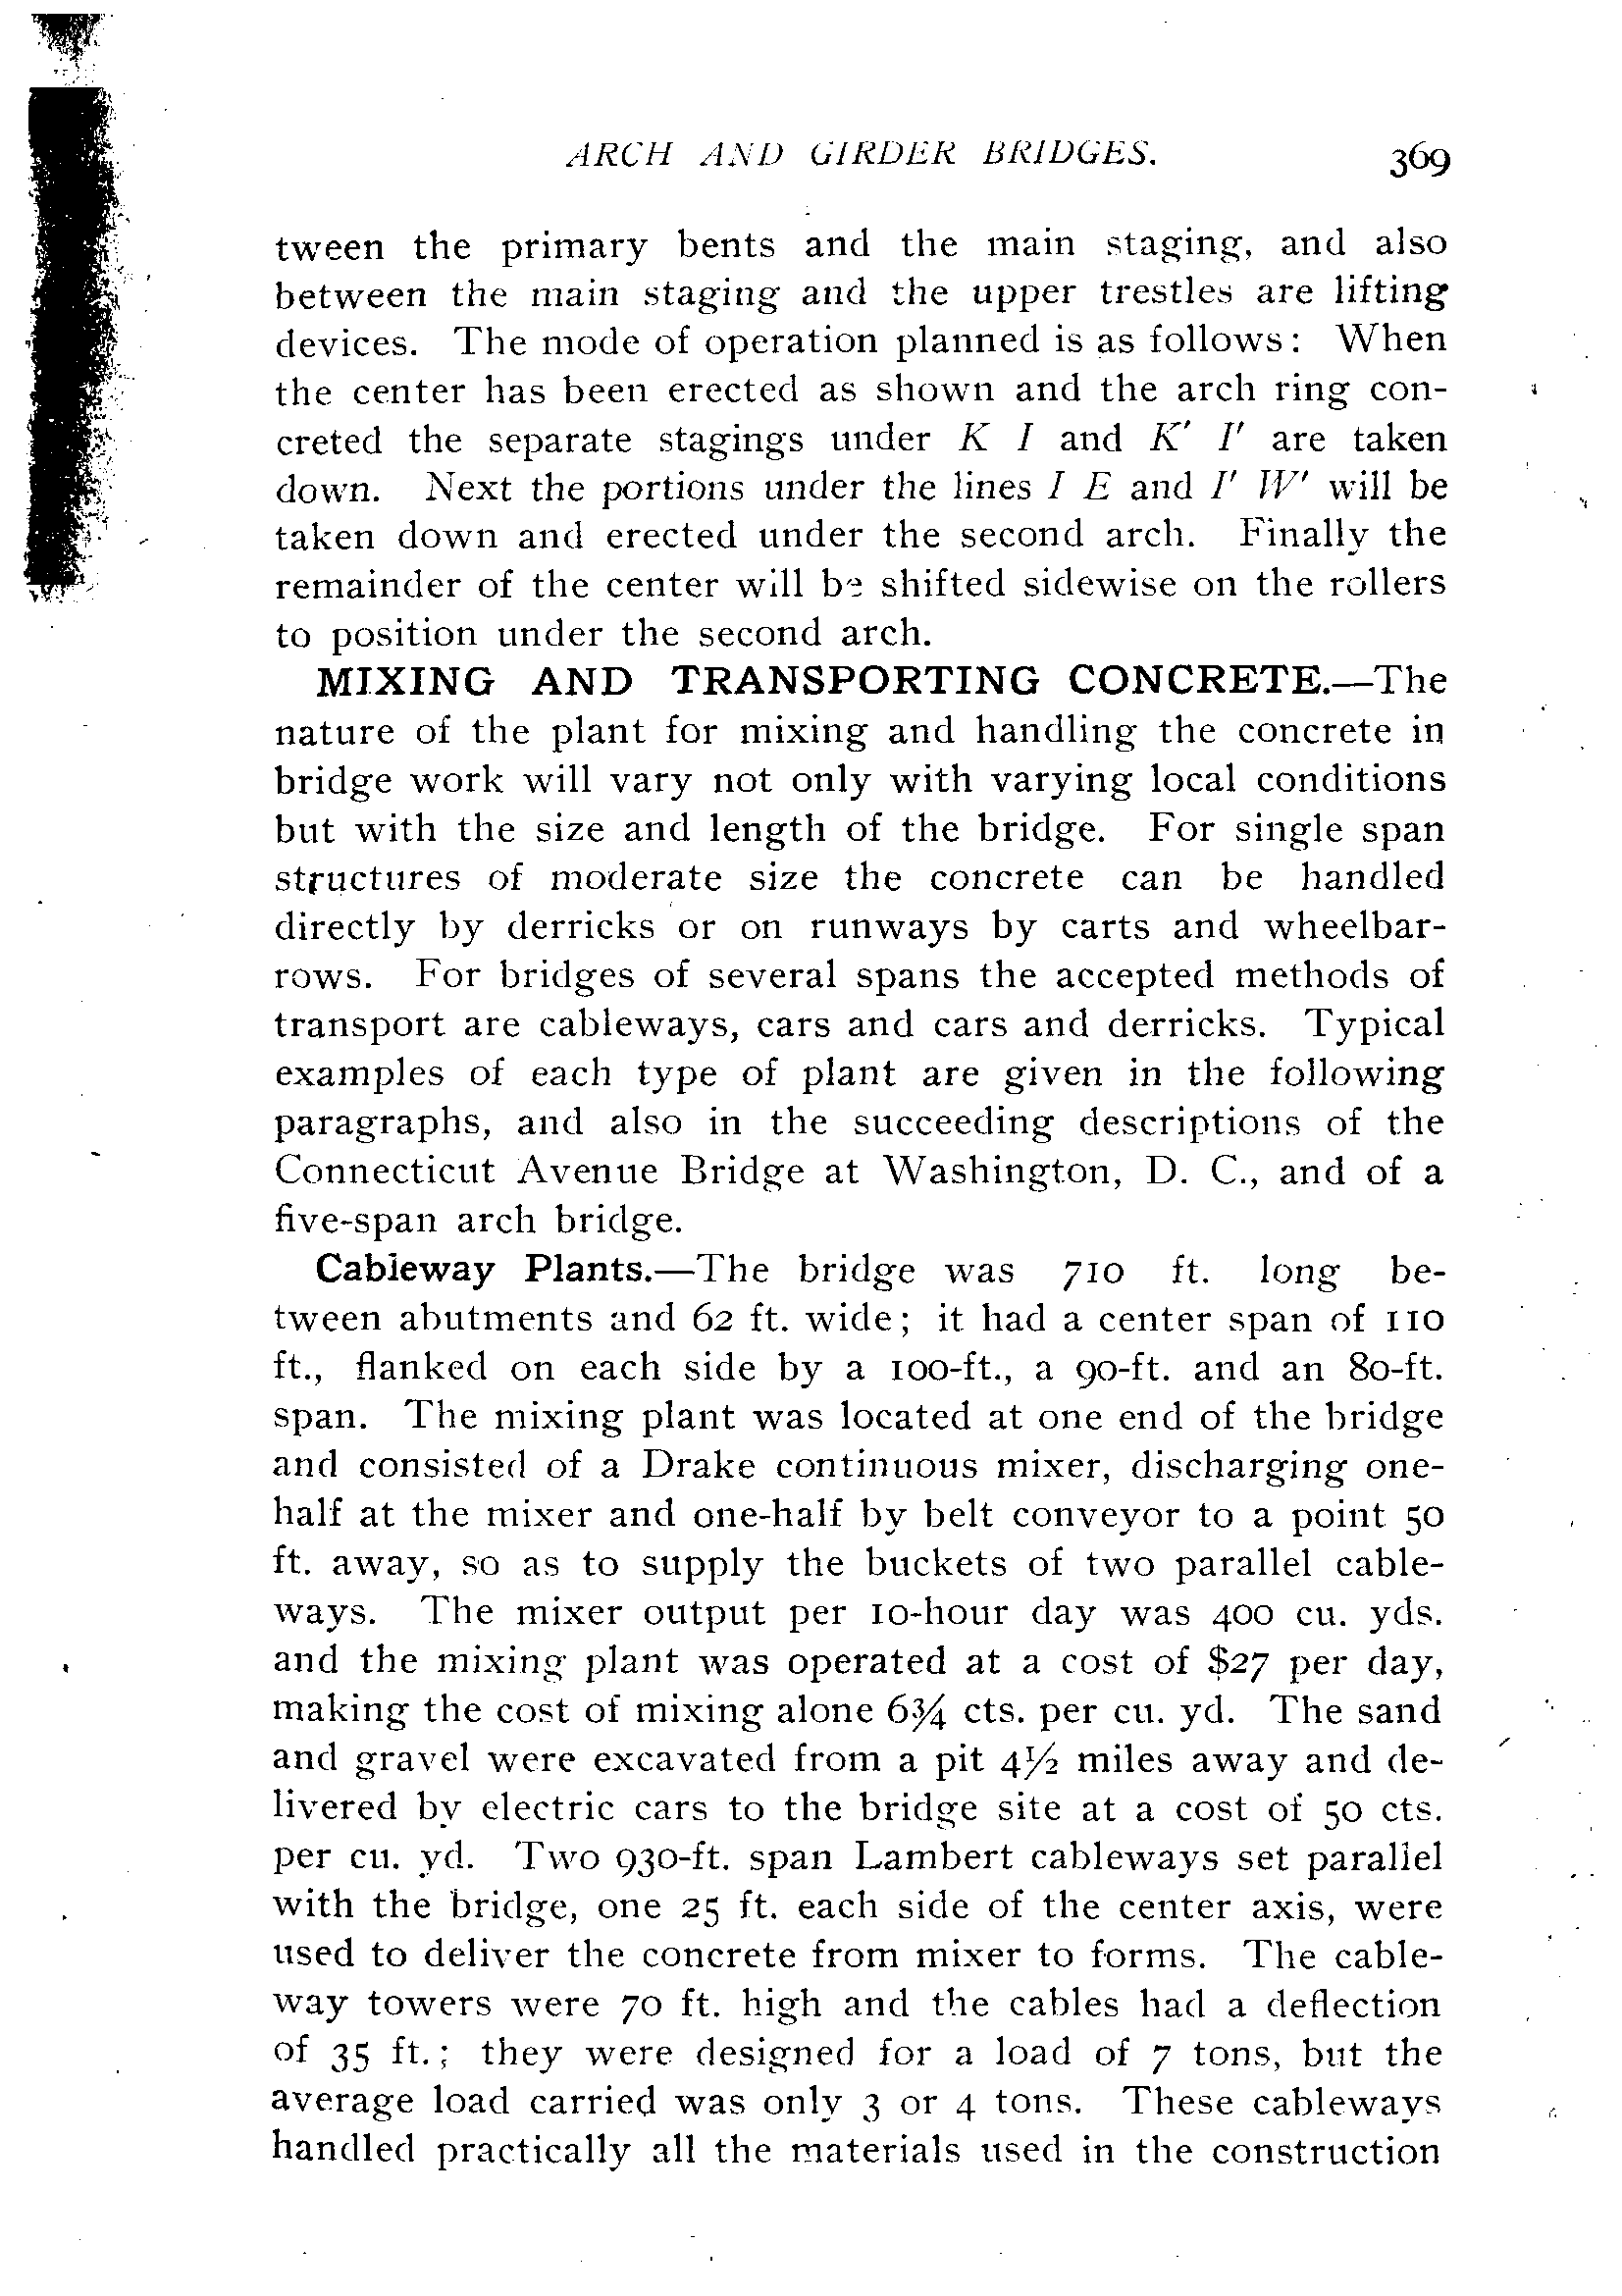 ARCH AND GIRDER BRIDGES. 369
tween the primary bents and the main staging, and also
between the main staging and the upper trestles are lifting
devices. The mode of operation planned is as follows: When
the center has been erected as shown and the arch ring con-
creted the separate stagings under K I and K' I' are taken
down. Next the portions under the lines I E and I' W' will be
taken down and erected under the second arch. Finally the
remainder of the center will be shifted sidewise on the rollers
to position under the second arch.
MIXING AND TRANSPORTING CONCRETE.—The
nature of the plant for mixing and handling the concrete in
bridge work will vary not only with varying local conditions
but with the size and length of the bridge. For single span
structures of moderate size the concrete can be handled
directly by derricks or on runways by carts and wheelbar-
rows. For bridges of several spans the accepted methods of
transport are cableways, cars and cars and derricks. Typical
examples of each type of plant are given in the following
paragraphs, and also in the succeeding descriptions of the
Connecticut Avenue Bridge at Washington, D. C., and of a
five-span arch bridge.
Cableway Plants.—The bridge was 710 ft. long be-
tween abutments and 62 ft. wide; it had a center span of 110
ft., flanked on each side by a 100-ft., a 90-ft. and an 80-ft.
span. The mixing plant was located at one end of the bridge
and consisted of a Drake continuous mixer, discharging one-
half at the mixer and one-half by belt conveyor to a point 50
ft. away, so as to supply the buckets of two parallel cable-
ways. The mixer output per 10-hour day was 400 cu. yds.
and the mixing plant was operated at a cost of $27 per day,
making the cost of mixing alone 6¾ cts. per cu. yd. The sand
and gravel were excavated from a pit 4½ miles away and de-
livered by electric cars to the bridge site at a cost of 50 cts.
per cu. yd. Two 930-ft. span Lambert cableways set parallel
with the bridge, one 25 ft. each side of the center axis, were
used to deliver the concrete from mixer to forms. The cable-
way towers were 70 ft. high and the cables had a deflection
of 35 ft.; they were designed for a load of 7 tons, but the
average load carried was only 3 or 4 tons. These cableways
handled practically all the materials used in the construction